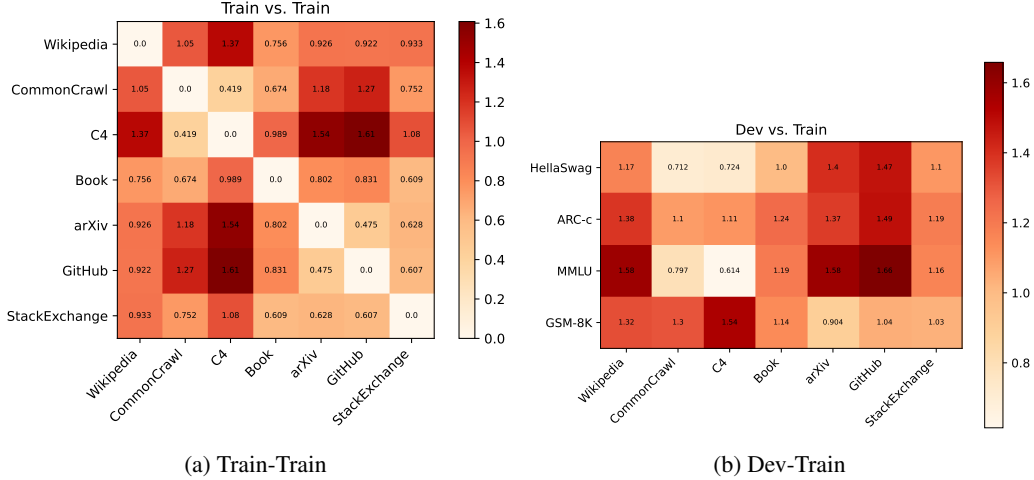 Train vs. Train
Wikipedia 0.0 1.05 1.37 0.756 0.926 0.922 0.933
CommonCrawl 1.05 0.0 0.419 0.674 1.18 1.27 0.752
C4 1.37 0.419 0.0 0.989 1.54 1.61 1.08
Book 0.756 0.674 0.989 0.0 0.802 0.831 0.609
arXiv 0.926 1.18 1.54 0.802 0.0 0.475 0.628
GitHub 0.922 1.27 1.61 0.831 0.475 0.0 0.607
StackExchange 0.933 0.752 1.08 0.609 0.628 0.607 0.0
Wikipedia CommonCrawl C4 Book arXiv GitHub StackExchange
1.6
1.4
1.2
1.0
0.8
0.6
0.4
0.2
0.0
(a) Train-Train
Dev vs. Train
HellaSwag 1.17 0.712 0.724 1.0 1.4 1.47 1.1
ARC-c 1.38 1.1 1.11 1.24 1.37 1.49 1.19
MMLU 0.797 0.614 1.19 1.66 1.16
GSM-8K 1.32 1.3 1.54 1.14 0.904 1.04 1.03
Wikipedia CommonCrawl C4 Book arXiv GitHub StackExchange
1.6
1.4
1.2
1.0
0.8
(b) Dev-Train